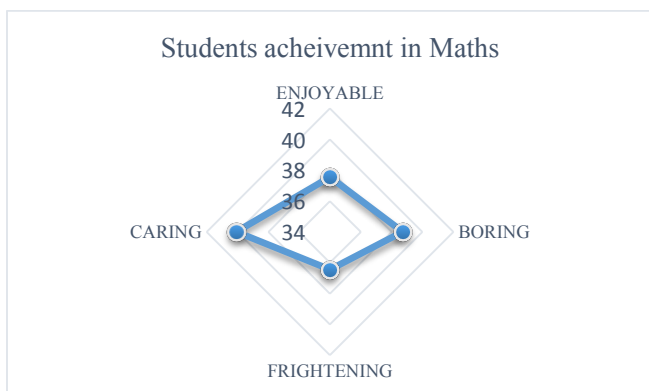 Students acheivemnt in Maths
ENJOYABLE
42
40
38
36
34
CARING
BORING
FRIGHTENING